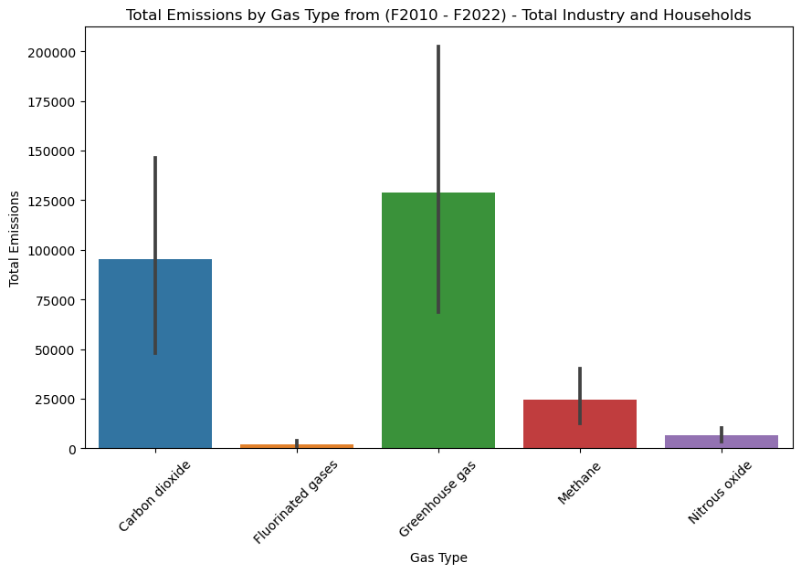 Total Emissions by Gas Type from (F2010 - F2022) - Total Industry and Households
200000
175000
150000
125000
100000
75000
50000
25000
0
Total Emissions
Carbon dioxide
Fluorinated gases
Greenhouse gas
Methane
Nitrous oxide
Gas Type